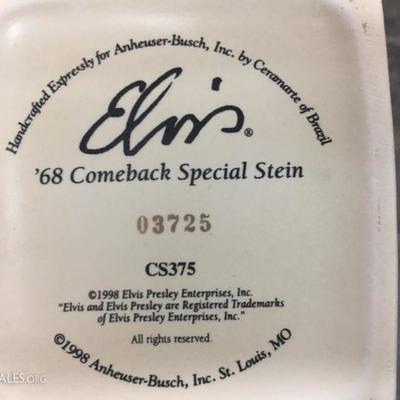 Handcrafted Expressly for Anheuser-Busch, Inc. by Ceramarte of Brazil
Elvis®
'68 Comeback Special Stein
03725
CS375
©1998 Elvis Presley Enterprises, Inc.
"Elvis and Elvis Presley are Registered Trademarks
of Elvis Presley Enterprises, Inc."
All rights reserved.
©1998 Anheuser-Busch, Inc. St. Louis, MO
ALES.ORG